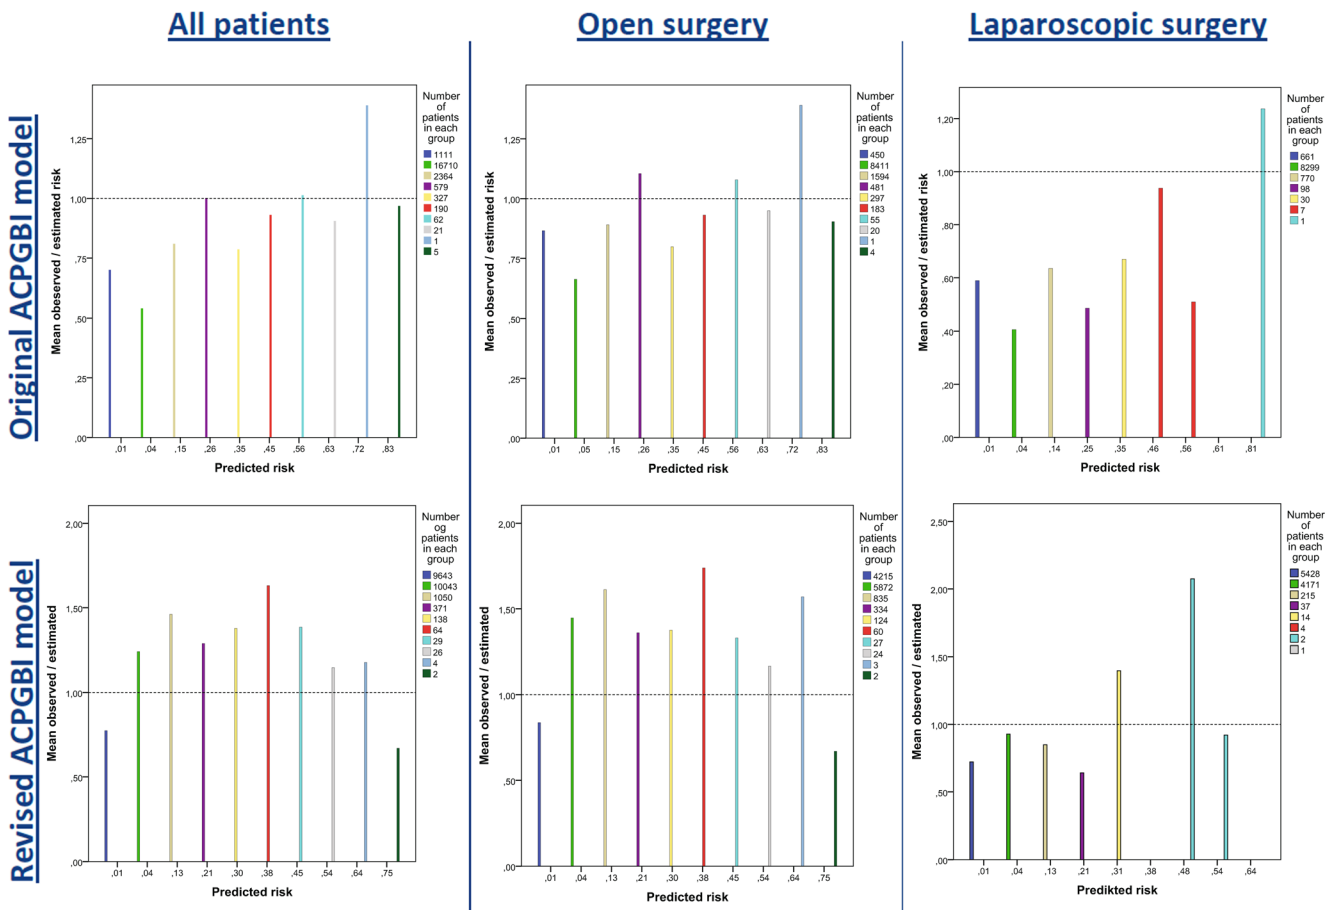 All patients
Open surgery
Laparoscopic surgery
Original ACPGBI model
Mean obeserved / estimated risk
1,25
1,00
,75
,50
,25
,00
,01 ,04 ,15 ,26 ,35 ,45 ,56 ,63 ,72 ,83
Predicted risk
Number
of
patients
in each
group
1111
16710
2364
579
327
190
62
21
1
5
Mean observed / estimated risk
1,25
1,00
,75
,50
,25
,00
,01 ,05 ,15 ,26 ,35 ,45 ,56 ,63 ,72 ,83
Predicted risk
Number
of
patients
in each
group
450
8411
1594
481
297
183
55
20
1
4
Mean observed / estimated risk
1,20
1,00
,80
,60
,40
,20
,00
,01 ,04 ,14 ,25 ,35 ,46 ,56 ,61 ,81
Predicted risk
Number
of
patients
in each
group
661
8299
770
98
30
7
1
Revised ACPGBI model
Mean observed / estimated
2,00
1,50
1,00
,50
,00
,01 ,04 ,13 ,21 ,30 ,38 ,45 ,54 ,64 ,75
Predicted risk
Number
og
patients
in each
group
9643
10043
1050
371
138
64
29
26
4
2
Mean observed / estimated
2,00
1,50
1,00
,50
,00
,01 ,04 ,13 ,21 ,30 ,38 ,45 ,54 ,64 ,75
Predicted risk
Number
of
patients
in each
group
4215
5872
835
334
124
60
27
24
3
2
Mean observed / estimated
2,50
2,00
1,50
1,00
,50
,00
,01 ,04 ,13 ,21 ,31 ,38 ,48 ,54 ,64
Predikted risk
Number
of
patients
in each
group
5428
4171
215
37
14
4
2
1